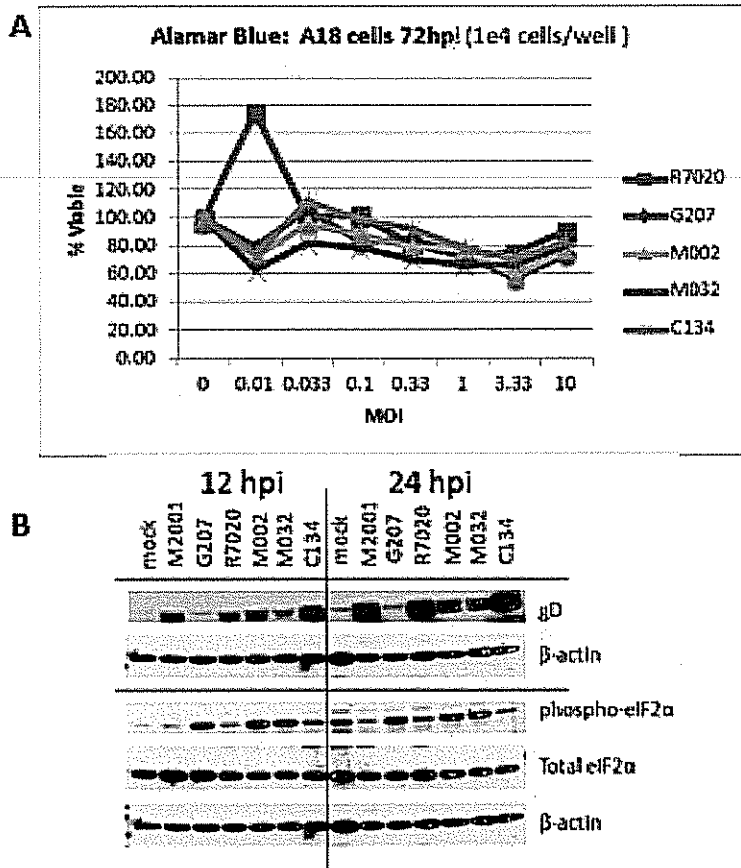 A
Alamar Blue: A18 cells 72hpi (1e4 cells/well )
200.00
180.00
160.00
140.00
120.00
100.00
80.00
60.00
40.00
20.00
0.00
% Viable
0 0.01 0.033 0.1 0.33 1 3.33 10
MOI
R7020
G207
M002
M032
C134
B
12 hpi 24 hpi
mock M2001 G207 R7020 M002 M032 C134 mock M2001 G207 R7020 M002 M032 C134
gD
β-actin
phospho-eIF2α
Total eIF2α
β-actin